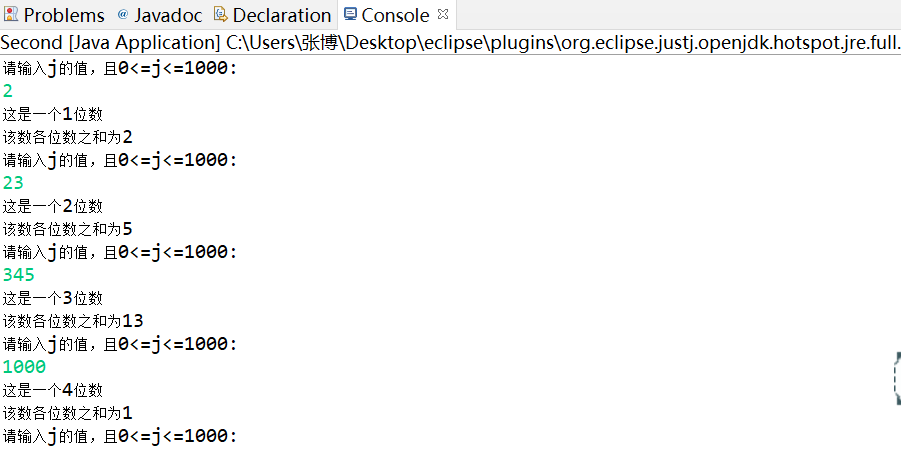 Problems @ Javadoc Declaration Console
Second [Java Application] C:\Users\张博\Desktop\eclipse\plugins\org.eclipse.justj.openjdk.hotspot.jre.full.
请输入j的值，且0<=j<=1000:
2
这是一个1位数
该数各位数之和为2
请输入j的值，且0<=j<=1000:
23
这是一个2位数
该数各位数之和为5
请输入j的值，且0<=j<=1000:
345
这是一个3位数
该数各位数之和为13
请输入j的值，且0<=j<=1000:
1000
这是一个4位数
该数各位数之和为1
请输入j的值，且0<=j<=1000: